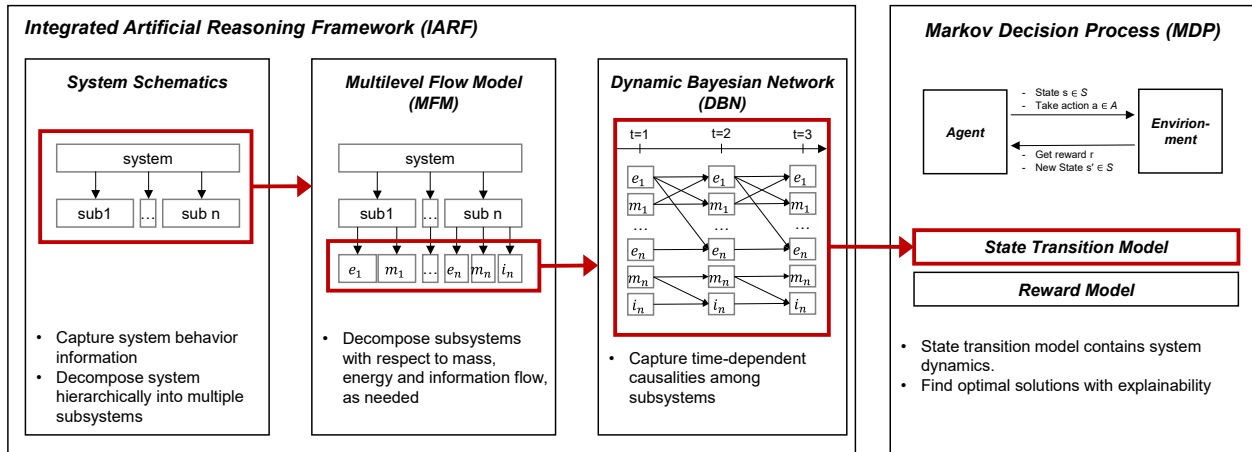 Integrated Artificial Reasoning Framework (IARF)
System Schematics
system
sub1
...
sub n
• Capture system behavior
information
• Decompose system
hierarchically into multiple
subsystems
Multilevel Flow Model
(MFM)
system
sub1
...
sub n
e₁ m₁ ... eₙ mₙ iₙ
• Decompose subsystems
with respect to mass,
energy and information flow,
as needed
Dynamic Bayesian Network
(DBN)
t=1 t=2 t=3
e₁ e₁ e₁
m₁ m₁ m₁
... ... ...
eₙ eₙ eₙ
mₙ mₙ mₙ
iₙ iₙ iₙ
• Capture time-dependent
causalities among
subsystems
Markov Decision Process (MDP)
Agent
- State s ∈ S
- Take action a ∈ A
- Get reward r
- New State s' ∈ S
Envirion-
ment
State Transition Model
Reward Model
• State transition model contains system
dynamics.
• Find optimal solutions with explainability